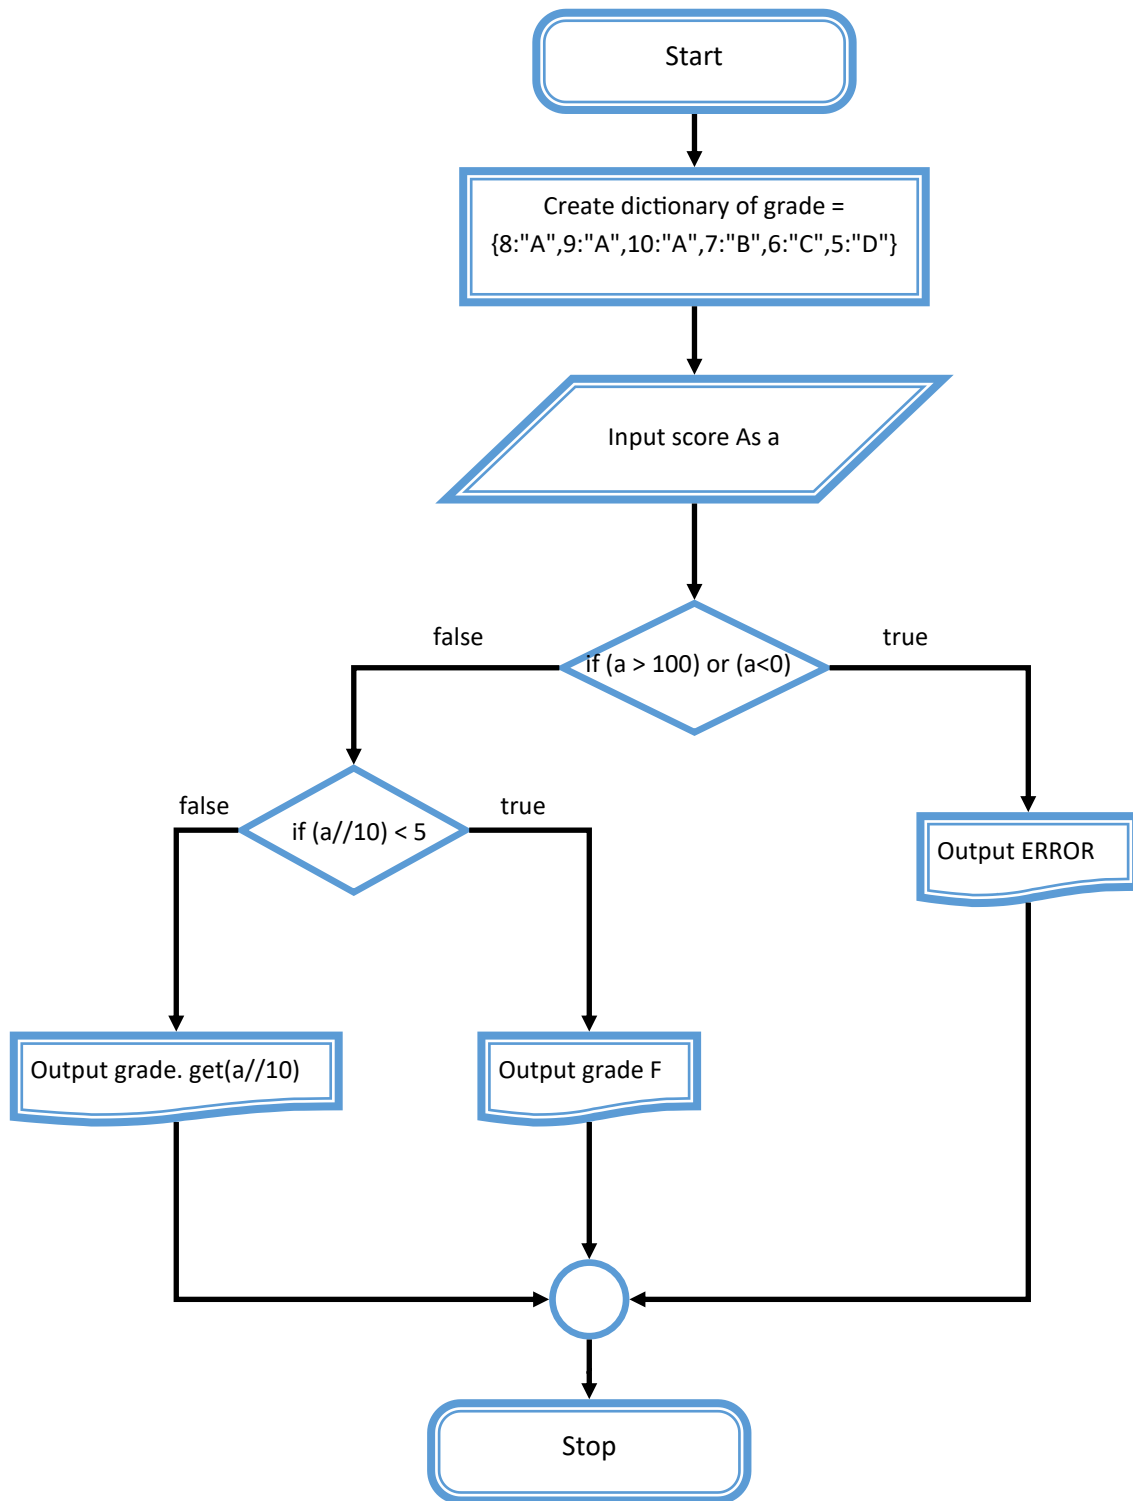 Start
Create dictionary of grade =
{8:"A",9:"A",10:"A",7:"B",6:"C",5:"D"}
Input score As a
false
true
if (a > 100) or (a<0)
false
true
if (a//10) < 5
Output ERROR
Output grade. get(a//10)
Output grade F
Stop